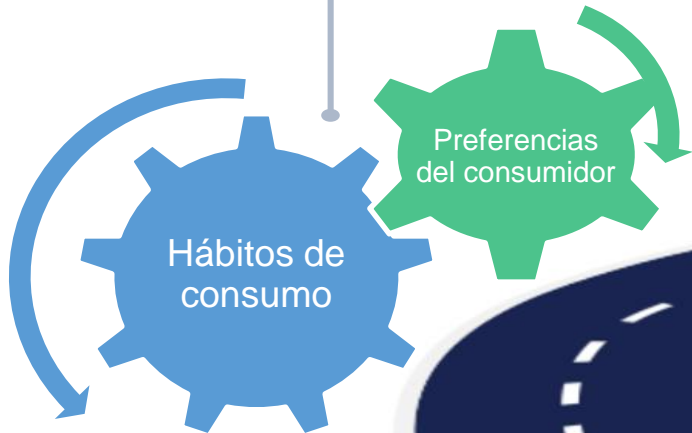 Preferencias
del consumidor
Hábitos de
consumo